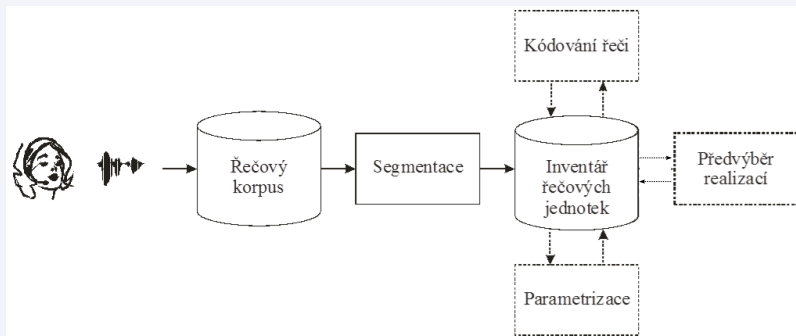 Kódování řeči
Řečový
korpus
Segmentace
Inventář
řečových
jednotek
Předvýběr
realizací
Parametrizace